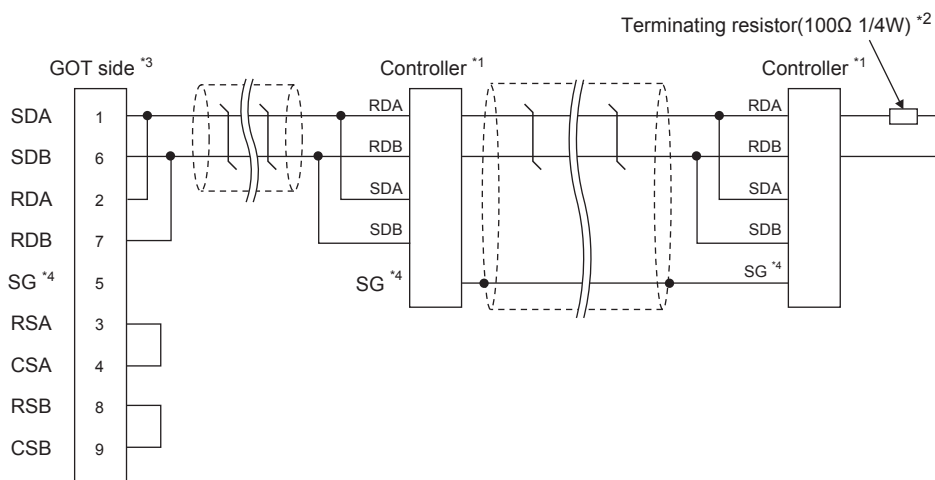 Terminating resistor(100Ω 1/4W) *2
GOT side *3
Controller *1
Controller *1
SDA 1
SDB 6
RDA 2
RDB 7
SG *4 5
RSA 3
CSA 4
RSB 8
CSB 9
RDA
RDB
SDA
SDB
SG *4
RDA
RDB
SDA
SDB
SG *4